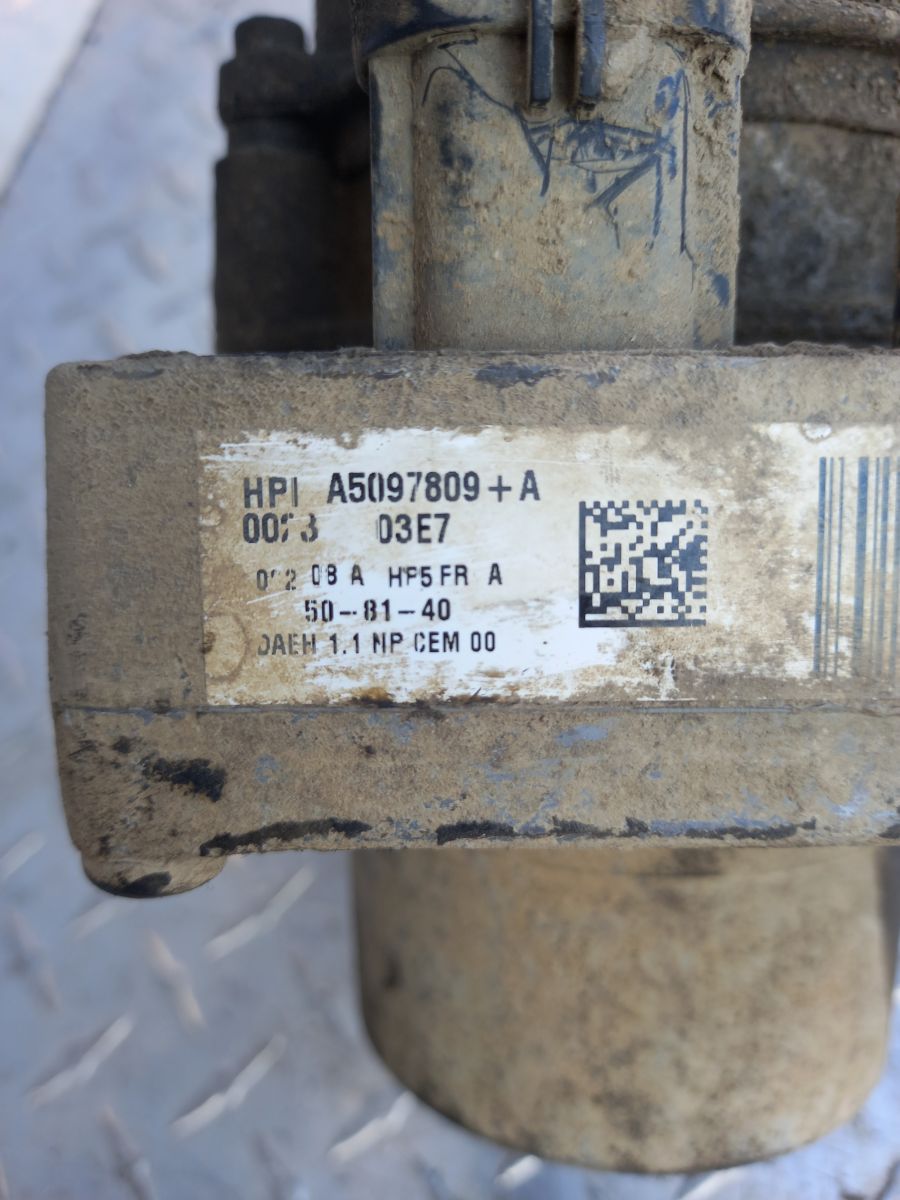 HPI A5097809+A
03E7
08 A HP5 FR A
50-81-40
1.1 NP CEM 00